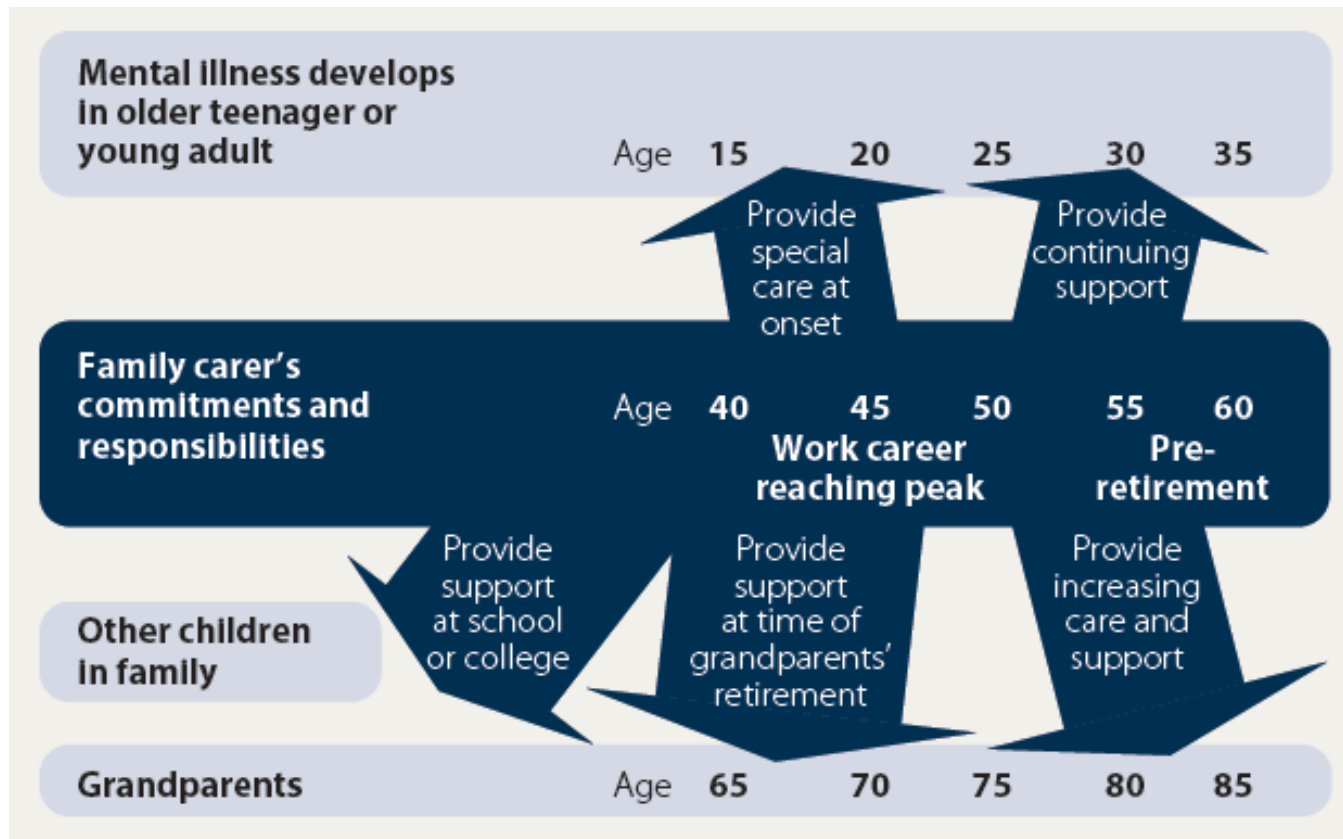 Mental illness develops
in older teenager or
young adult
Age 15 20 25 30 35
Provide
special
care at
onset
Provide
continuing
support
Family carer's
commitments and
responsibilities
Age 40 45 50 55 60
Work career
reaching peak
Pre-
retirement
Provide
support
at school
or college
Provide
support
at time of
grandparents'
retirement
Provide
increasing
care and
support
Other children
in family
Grandparents
Age 65 70 75 80 85